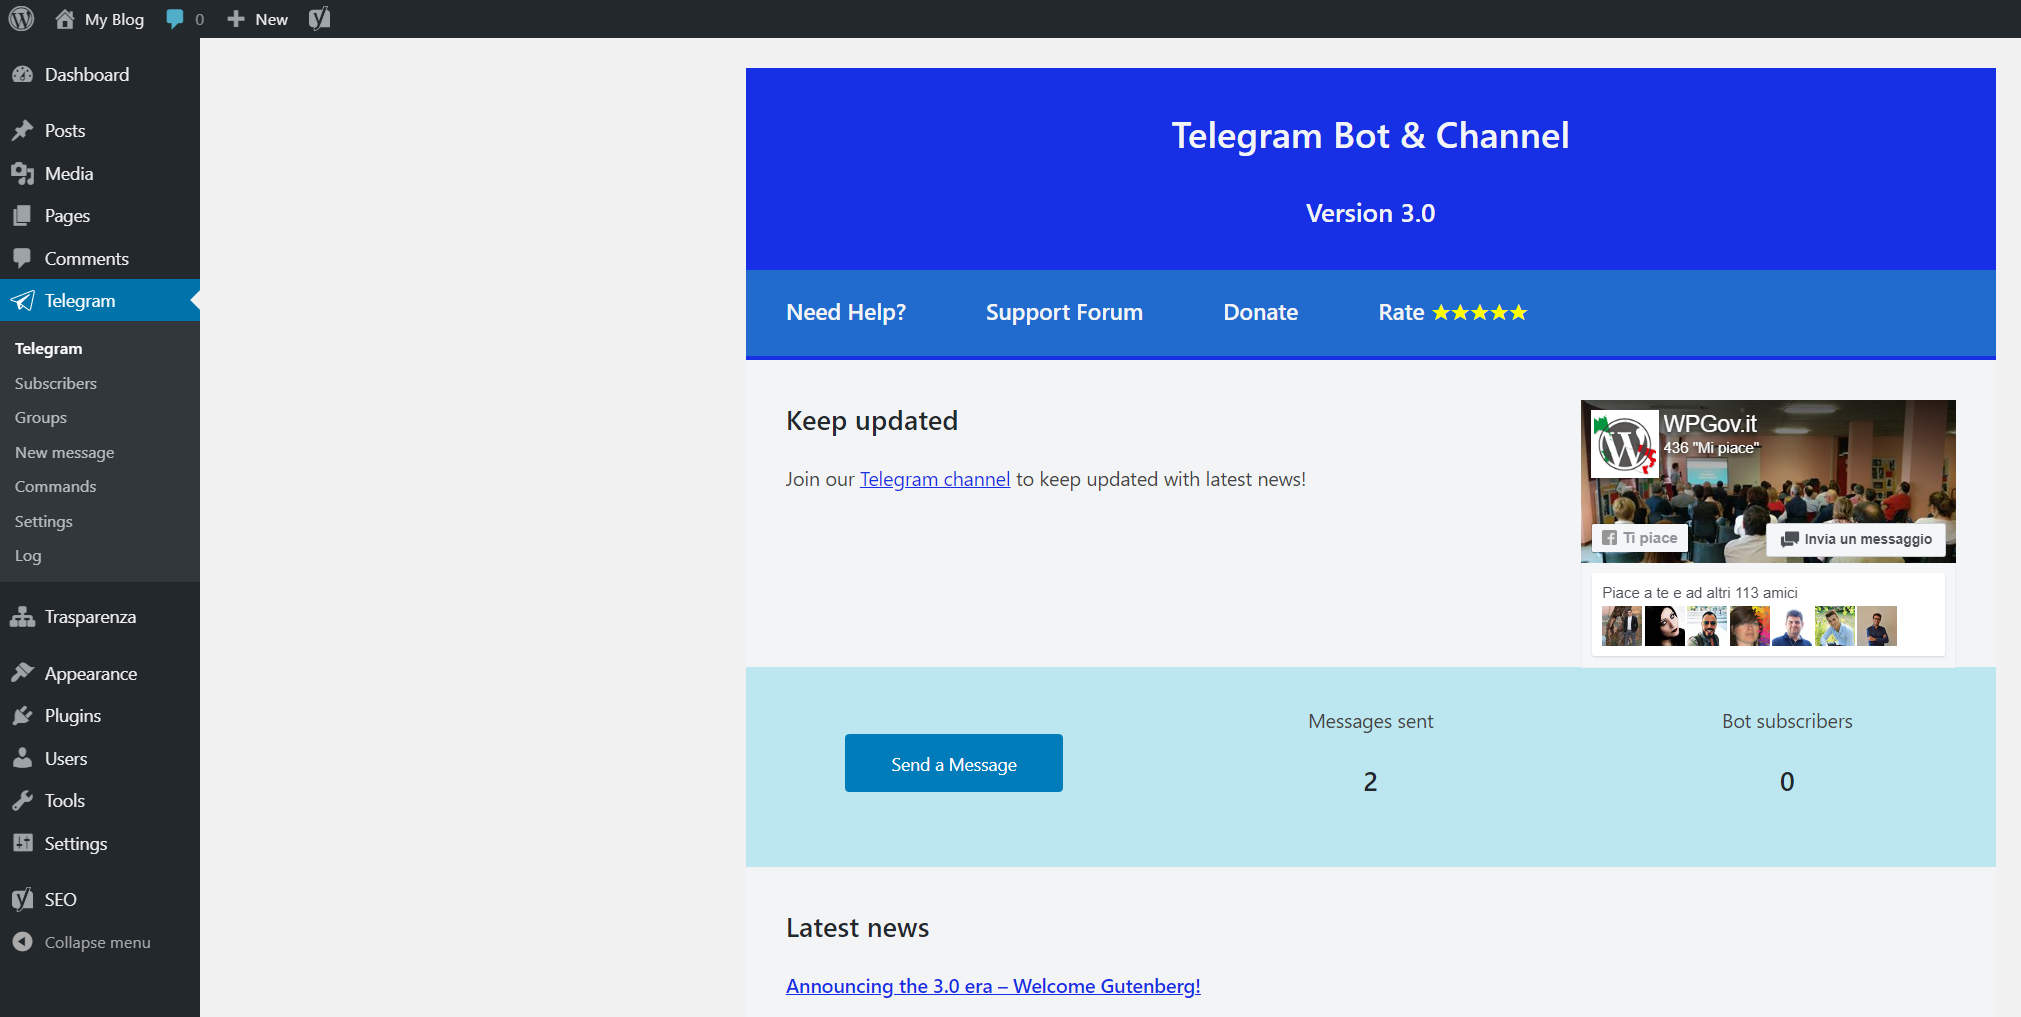 My Blog
0
New
Dashboard
Posts
Media
Pages
Comments
Telegram
Telegram
Subscribers
Groups
New message
Commands
Settings
Log
Trasparenza
Appearance
Plugins
Users
Tools
Settings
SEO
Collapse menu
Telegram Bot & Channel
Version 3.0
Need Help?
Support Forum
Donate
Rate ★★★★★
Keep updated
Join our Telegram channel to keep updated with latest news!
WPGov.it
436 "Mi piace"
Ti piace
Invia un messaggio
Piace a te e ad altri 113 amici
Send a Message
Messages sent
2
Bot subscribers
0
Latest news
Announcing the 3.0 era – Welcome Gutenberg!